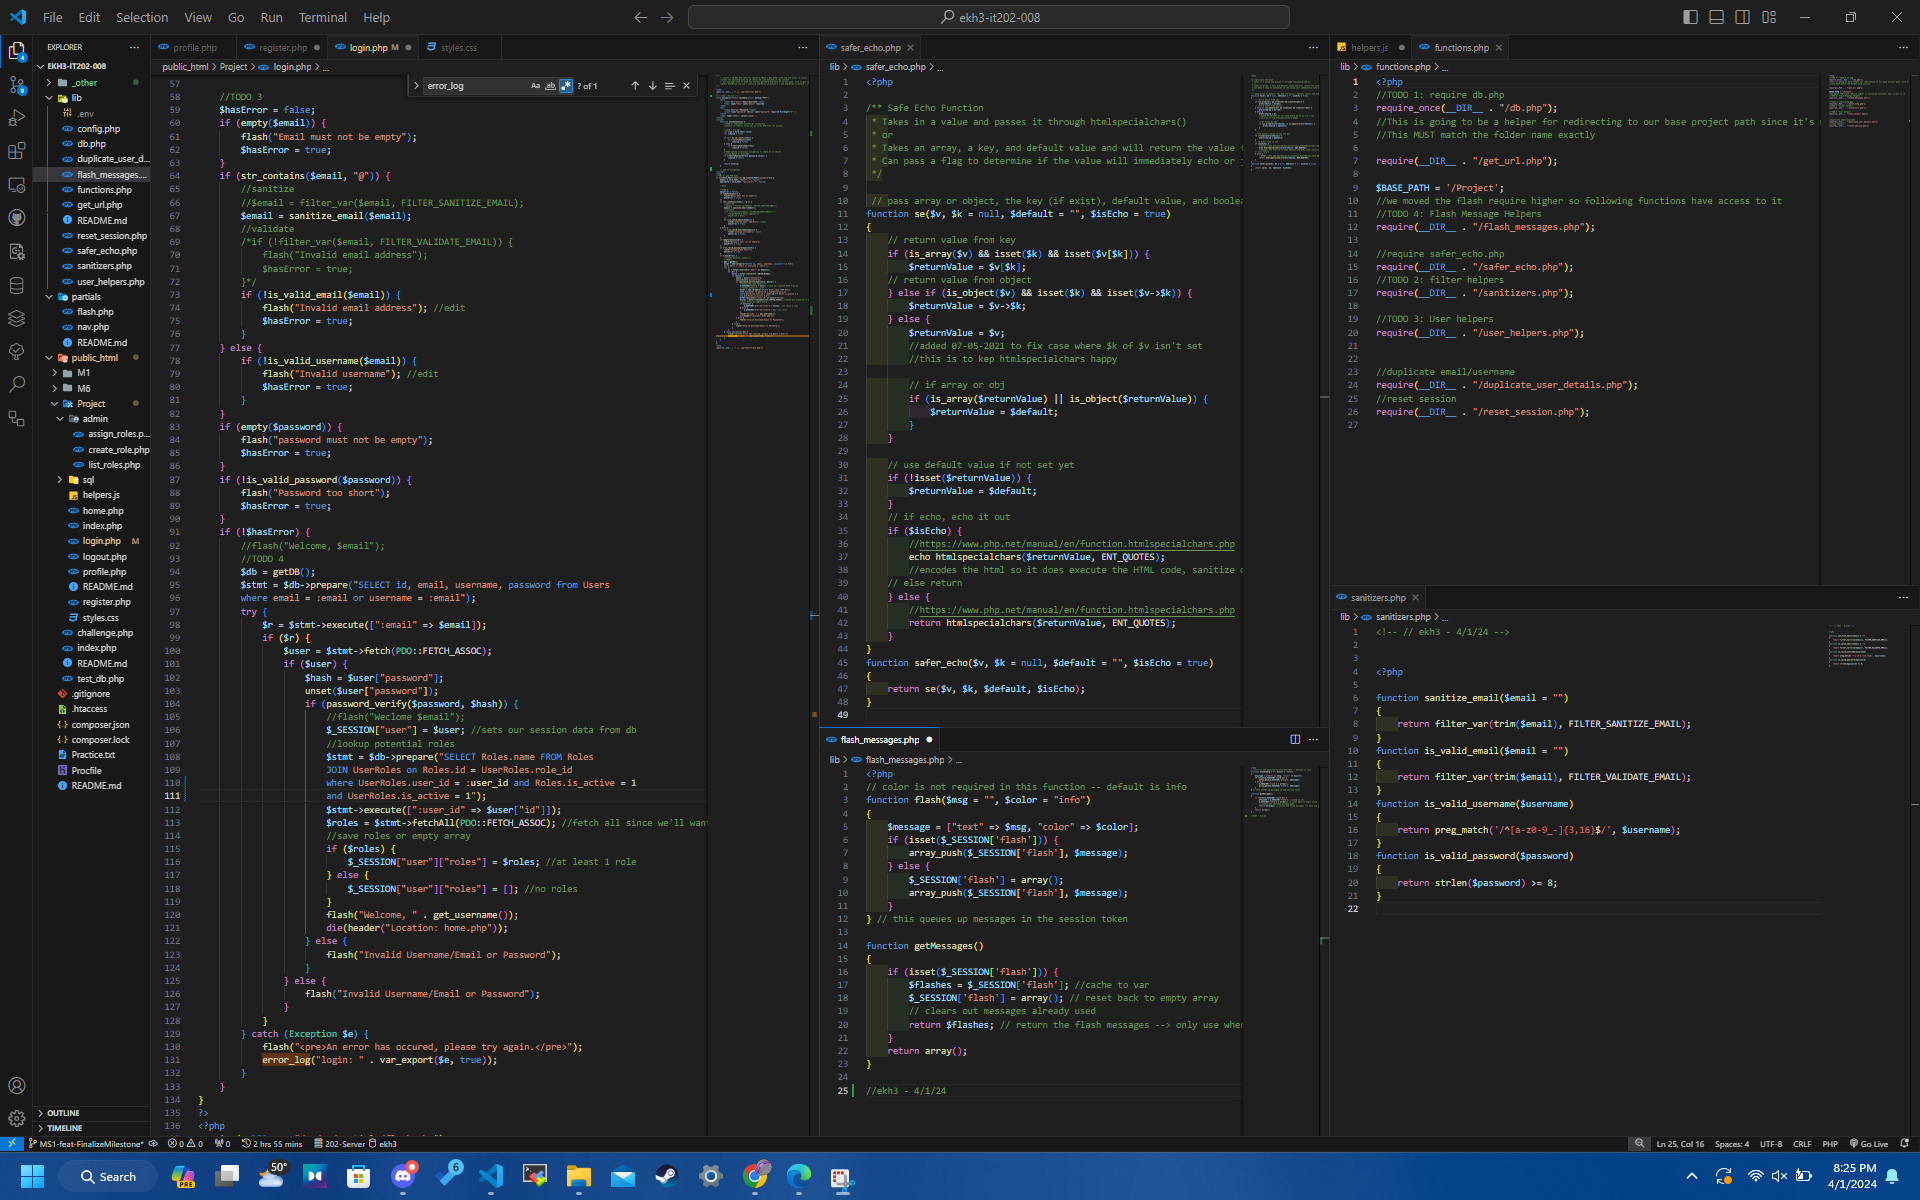 File Edit Selection View Go Run Terminal Help
ekh3-it202-008
EXPLORER
EKH3-IT202-008
_other
lib
.env
config.php
db.php
duplicate_user_d...
flash_messages....
functions.php
get_url.php
README.md
reset_session.php
safer_echo.php
sanitizers.php
user_helpers.php
partials
flash.php
nav.php
README.md
public_html
M1
M6
Project
admin
assign_roles.p...
create_role.php
list_roles.php
sql
helpers.js
home.php
index.php
login.php M
logout.php
profile.php
README.md
register.php
styles.css
challenge.php
index.php
README.md
test_db.php
.gitignore
.htaccess
composer.json
composer.lock
Practice.txt
Procfile
README.md
OUTLINE
TIMELINE
profile.php register.php login.php M styles.css
public_html > Project > login.php > ...
error_log Aa ab .* ? of 1
57
58 //TODO 3
59 $hasError = false;
60 if (empty($email)) {
61 flash("Email must not be empty");
62 $hasError = true;
63 }
64 if (str_contains($email, "@")) {
65 //sanitize
66 //$email = filter_var($email, FILTER_SANITIZE_EMAIL);
67 $email = sanitize_email($email);
68 //validate
69 /*if (!filter_var($email, FILTER_VALIDATE_EMAIL)) {
70 flash("Invalid email address");
71 $hasError = true;
72 }*/
73 if (!is_valid_email($email)) {
74 flash("Invalid email address"); //edit
75 $hasError = true;
76 }
77 } else {
78 if (!is_valid_username($email)) {
79 flash("Invalid username"); //edit
80 $hasError = true;
81 }
82 }
83 if (empty($password)) {
84 flash("password must not be empty");
85 $hasError = true;
86 }
87 if (!is_valid_password($password)) {
88 flash("Password too short");
89 $hasError = true;
90 }
91 if (!$hasError) {
92 //flash("Welcome, $email");
93 //TODO 4
94 $db = getDB();
95 $stmt = $db->prepare("SELECT id, email, username, password from Users
96 where email = :email or username = :email");
97 try {
98 $r = $stmt->execute([":email" => $email]);
99 if ($r) {
100 $user = $stmt->fetch(PDO::FETCH_ASSOC);
101 if ($user) {
102 $hash = $user["password"];
103 unset($user["password"]);
104 if (password_verify($password, $hash)) {
105 //flash("Weclome $email");
106 $_SESSION["user"] = $user; //sets our session data from db
107 //lookup potential roles
108 $stmt = $db->prepare("SELECT Roles.name FROM Roles
109 JOIN UserRoles on Roles.id = UserRoles.role_id
110 where UserRoles.user_id = :user_id and Roles.is_active = 1
111 and UserRoles.is_active = 1");
112 $stmt->execute([":user_id" => $user["id"]]);
113 $roles = $stmt->fetchAll(PDO::FETCH_ASSOC); //fetch all since we'll want
114 //save roles or empty array
115 if ($roles) {
116 $_SESSION["user"]["roles"] = $roles; //at least 1 role
117 } else {
118 $_SESSION["user"]["roles"] = []; //no roles
119 }
120 flash("Welcome, " . get_username());
121 die(header("Location: home.php"));
122 } else {
123 flash("Invalid Username/Email or Password");
124 }
125 } else {
126 flash("Invalid Username/Email or Password");
127 }
128 }
129 } catch (Exception $e) {
130 flash("<pre>An error has occured, please try again.</pre>");
131 error_log("login: " . var_export($e, true));
132 }
133 }
134 }
135 ?>
136 <?php
safer_echo.php
lib > safer_echo.php > ...
1 <?php
2
3 /** Safe Echo Function
4 * Takes in a value and passes it through htmlspecialchars()
5 * or
6 * Takes an array, a key, and default value and will return the value
7 * Can pass a flag to determine if the value will immediately echo or
8 */
9
10 // pass array or object, the key (if exist), default value, and boolea
11 function se($v, $k = null, $default = "", $isEcho = true)
12 {
13 // return value from key
14 if (is_array($v) && isset($k) && isset($v[$k])) {
15 $returnValue = $v[$k];
16 // return value from object
17 } else if (is_object($v) && isset($k) && isset($v->$k)) {
18 $returnValue = $v->$k;
19 } else {
20 $returnValue = $v;
21 //added 07-05-2021 to fix case where $k of $v isn't set
22 //this is to kep htmlspecialchars happy
23
24 // if array or obj
25 if (is_array($returnValue) || is_object($returnValue)) {
26 $returnValue = $default;
27 }
28 }
29
30 // use default value if not set yet
31 if (!isset($returnValue)) {
32 $returnValue = $default;
33 }
34 // if echo, echo it out
35 if ($isEcho) {
36 //https://www.php.net/manual/en/function.htmlspecialchars.php
37 echo htmlspecialchars($returnValue, ENT_QUOTES);
38 //encodes the html so it does execute the HTML code, sanitize
39 // else return
40 } else {
41 //https://www.php.net/manual/en/function.htmlspecialchars.php
42 return htmlspecialchars($returnValue, ENT_QUOTES);
43 }
44 }
45 function safer_echo($v, $k = null, $default = "", $isEcho = true)
46 {
47 return se($v, $k, $default, $isEcho);
48 }
49
flash_messages.php
lib > flash_messages.php > ...
1 <?php
2 // color is not required in this function -- default is info
3 function flash($msg = "", $color = "info")
4 {
5 $message = ["text" => $msg, "color" => $color];
6 if (isset($_SESSION['flash'])) {
7 array_push($_SESSION['flash'], $message);
8 } else {
9 $_SESSION['flash'] = array();
10 array_push($_SESSION['flash'], $message);
11 }
12 } // this queues up messages in the session token
13
14 function getMessages()
15 {
16 if (isset($_SESSION['flash'])) {
17 $flashes = $_SESSION['flash']; //cache to var
18 $_SESSION['flash'] = array(); // reset back to empty array
19 // clears out messages already used
20 return $flashes; // return the flash messages --> only use when
21 }
22 return array();
23 }
24
25 //ekh3 - 4/1/24
helpers.js functions.php
lib > functions.php > ...
1 <?php
2 //TODO 1: require db.php
3 require_once(__DIR__ . "/db.php");
4 //This is going to be a helper for redirecting to our base project path since it's
5 //This MUST match the folder name exactly
6
7 require(__DIR__ . "/get_url.php");
8
9 $BASE_PATH = '/Project';
10 //we moved the flash require higher so following functions have access to it
11 //TODO 4: Flash Message Helpers
12 require(__DIR__ . "/flash_messages.php");
13
14 //require safer_echo.php
15 require(__DIR__ . "/safer_echo.php");
16 //TODO 2: filter helpers
17 require(__DIR__ . "/sanitizers.php");
18
19 //TODO 3: User helpers
20 require(__DIR__ . "/user_helpers.php");
21
22
23 //duplicate email/username
24 require(__DIR__ . "/duplicate_user_details.php");
25 //reset session
26 require(__DIR__ . "/reset_session.php");
27
sanitizers.php
lib > sanitizers.php > ...
1 <!-- // ekh3 - 4/1/24 -->
2
3
4 <?php
5
6 function sanitize_email($email = "")
7 {
8 return filter_var(trim($email), FILTER_SANITIZE_EMAIL);
9 }
10 function is_valid_email($email = "")
11 {
12 return filter_var(trim($email), FILTER_VALIDATE_EMAIL);
13 }
14 function is_valid_username($username)
15 {
16 return preg_match('/^[a-z0-9_-]{3,16}$/', $username);
17 }
18 function is_valid_password($password)
19 {
20 return strlen($password) >= 8;
21 }
22
MS1-feat-FinalizeMilestone* 0 0 0 2 hrs 55 mins 202-Server ekh3
Ln 25, Col 16 Spaces: 4 UTF-8 CRLF PHP Go Live
Search
PRE
50°
6
8:25 PM
4/1/2024